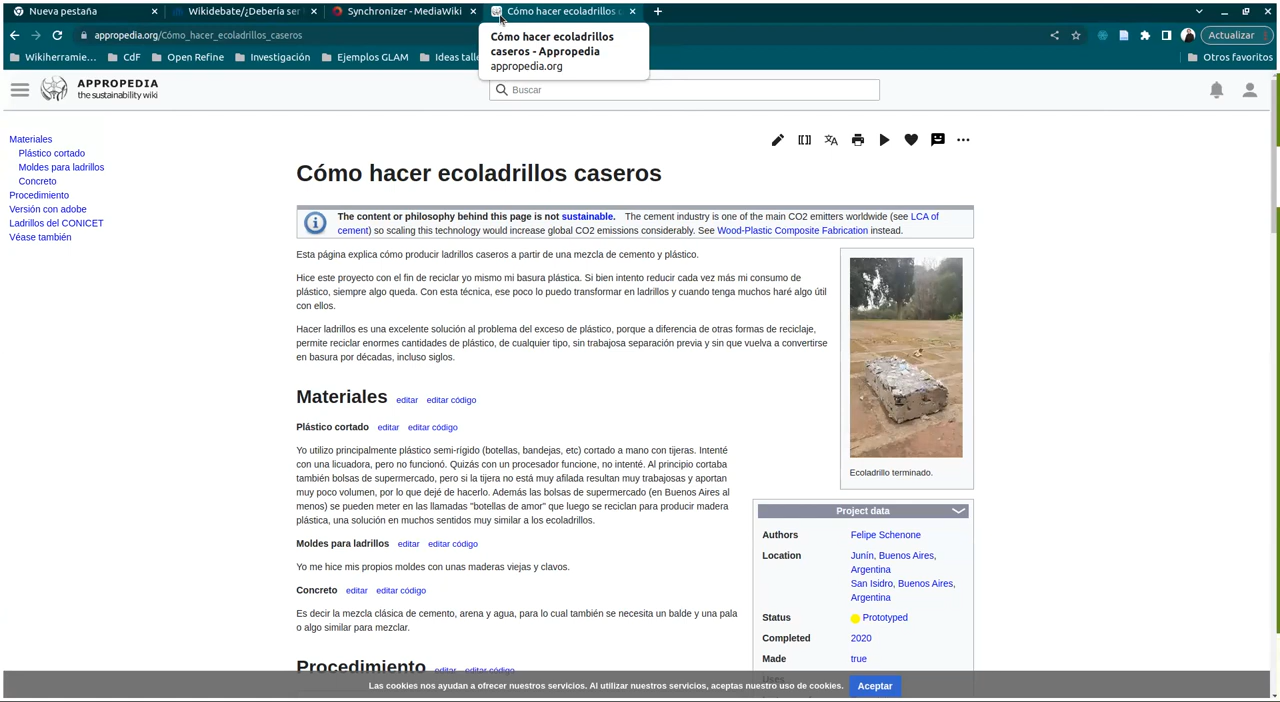 Nueva pestaña
Wikidebate/¿Debería ser
Synchronizer - MediaWiki
Cómo hacer ecoladrillos c
appropedia.org/Cómo_hacer_ecoladrillos_caseros
Actualizar
Cómo hacer ecoladrillos
caseros - Appropedia
appropedia.org
Wikiherramie…
CdF
Open Refine
Investigación
Ejemplos GLAM
Ideas talle
Otros favoritos
APPROPEDIA
the sustainability wiki
Buscar
Materiales
Plástico cortado
Moldes para ladrillos
Concreto
Procedimiento
Versión con adobe
Ladrillos del CONICET
Véase también
Cómo hacer ecoladrillos caseros
The content or philosophy behind this page is not sustainable. The cement industry is one of the main CO2 emitters worldwide (see LCA of
cement) so scaling this technology would increase global CO2 emissions considerably. See Wood-Plastic Composite Fabrication instead.
Esta página explica cómo producir ladrillos caseros a partir de una mezcla de cemento y plástico.
Hice este proyecto con el fin de reciclar yo mismo mi basura plástica. Si bien intento reducir cada vez más mi consumo de
plástico, siempre algo queda. Con esta técnica, ese poco lo puedo transformar en ladrillos y cuando tenga muchos haré algo útil
con ellos.
Hacer ladrillos es una excelente solución al problema del exceso de plástico, porque a diferencia de otras formas de reciclaje,
permite reciclar enormes cantidades de plástico, de cualquier tipo, sin trabajosa separación previa y sin que vuelva a convertirse
en basura por décadas, incluso siglos.
Ecoladrillo terminado.
Materiales editar editar código
Plástico cortado editar editar código
Yo utilizo principalmente plástico semi-rígido (botellas, bandejas, etc) cortado a mano con tijeras. Intenté
con una licuadora, pero no funcionó. Quizás con un procesador funcione, no intenté. Al principio cortaba
también bolsas de supermercado, pero si la tijera no está muy afilada resultan muy trabajosas y aportan
muy poco volumen, por lo que dejé de hacerlo. Además las bolsas de supermercado (en Buenos Aires al
menos) se pueden meter en las llamadas "botellas de amor" que luego se reciclan para producir madera
plástica, una solución en muchos sentidos muy similar a los ecoladrillos.
Moldes para ladrillos editar editar código
Yo me hice mis propios moldes con unas maderas viejas y clavos.
Concreto editar editar código
Es decir la mezcla clásica de cemento, arena y agua, para lo cual también se necesita un balde y una pala
o algo similar para mezclar.
Procedimiento editar editar código
Project data
Authors Felipe Schenone
Location Junín, Buenos Aires,
Argentina
San Isidro, Buenos Aires,
Argentina
Status Prototyped
Completed 2020
Made true
Uses
Las cookies nos ayudan a ofrecer nuestros servicios. Al utilizar nuestros servicios, aceptas nuestro uso de cookies.
Aceptar